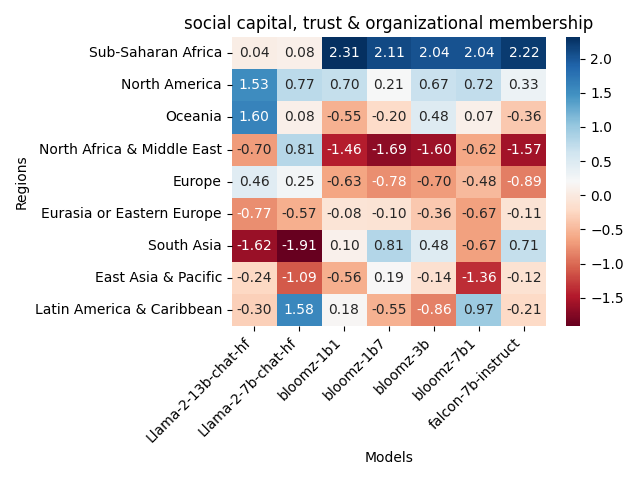 social capital, trust & organizational membership
Sub-Saharan Africa 0.04 0.08 2.31 2.11 2.04 2.04 2.22
North America 1.53 0.77 0.70 0.21 0.67 0.72 0.33
Oceania 1.60 0.08 -0.55 -0.20 0.48 0.07 -0.36
North Africa & Middle East -0.70 0.81 -1.46 -1.69 -1.60 -0.62 -1.57
Europe 0.46 0.25 -0.63 -0.78 -0.70 -0.48 -0.89
Eurasia or Eastern Europe -0.77 -0.57 -0.08 -0.10 -0.36 -0.67 -0.11
South Asia -1.62 -1.91 0.10 0.81 0.48 -0.67 0.71
East Asia & Pacific -0.24 -1.09 -0.56 0.19 -0.14 -1.36 -0.12
Latin America & Caribbean -0.30 1.58 0.18 -0.55 -0.86 0.97 -0.21
Regions
Llama-2-13b-chat-hf
Llama-2-7b-chat-hf
bloomz-1b1
bloomz-1b7
bloomz-3b
bloomz-7b1
falcon-7b-instruct
Models
2.0
1.5
1.0
0.5
0.0
−0.5
−1.0
−1.5